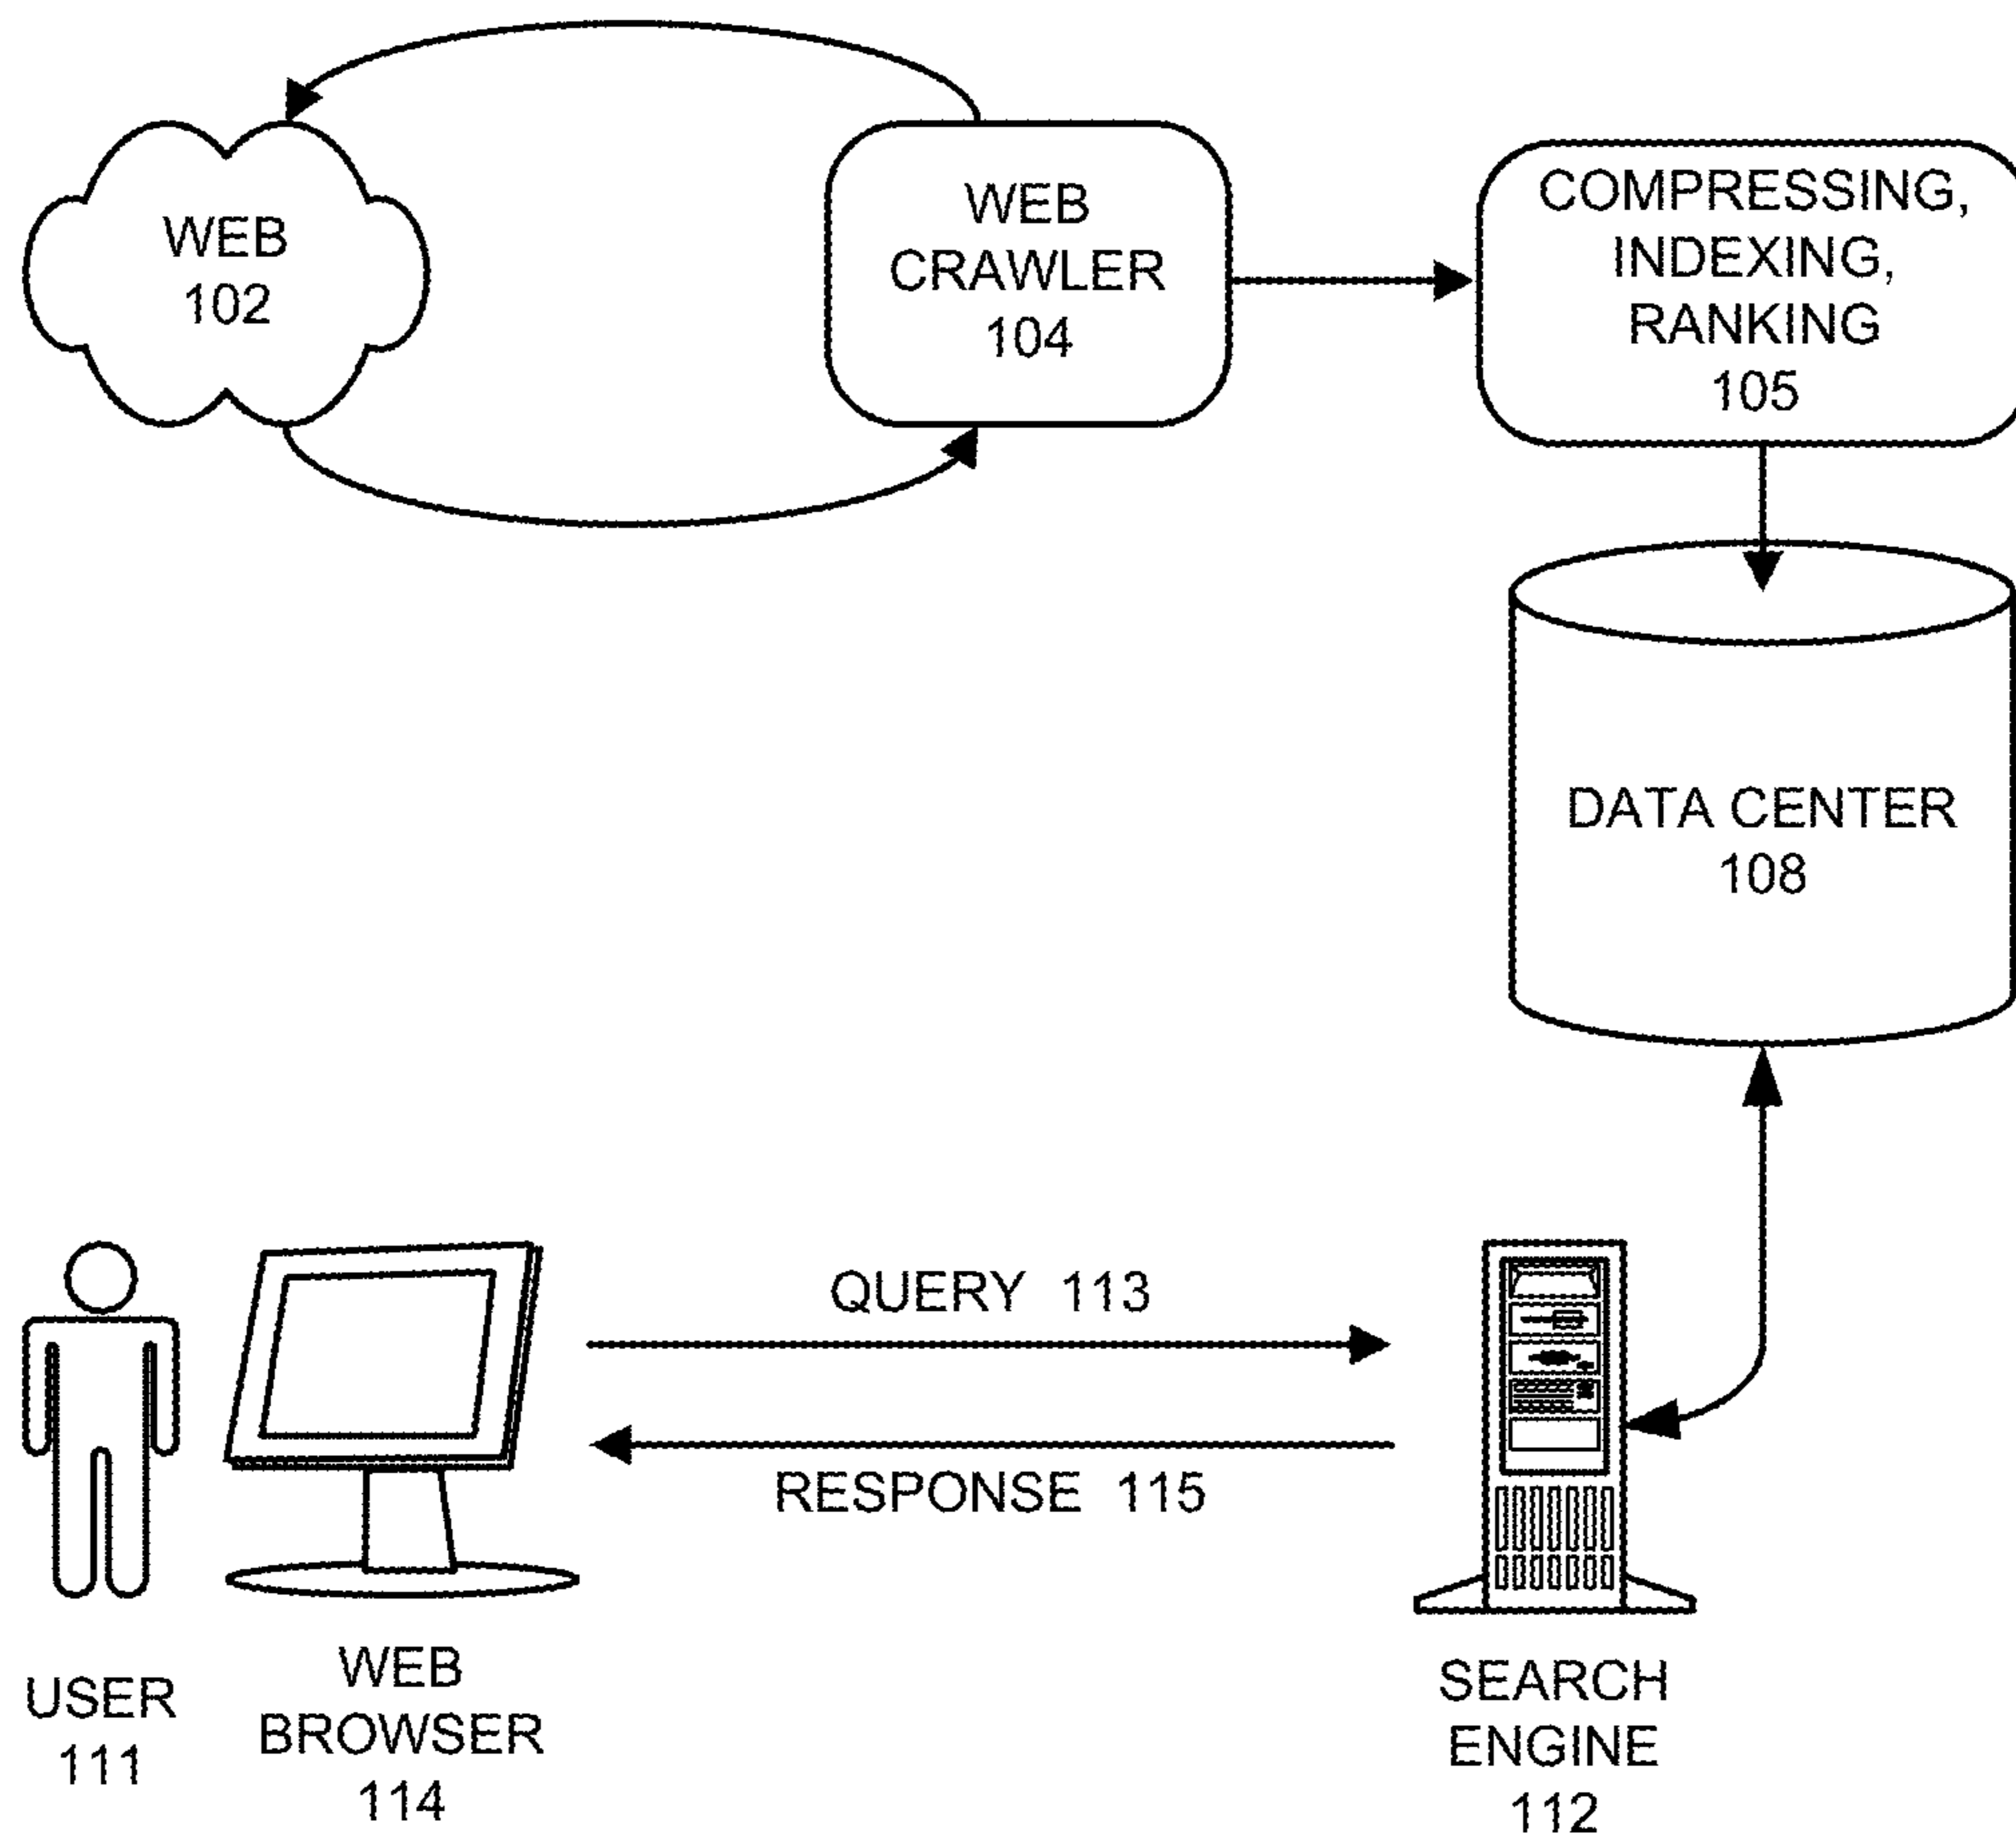 WEB
102
WEB
CRAWLER
104
COMPRESSING,
INDEXING,
RANKING
105
DATA CENTER
108
QUERY 113
RESPONSE 115
USER
111
WEB
BROWSER
114
SEARCH
ENGINE
112